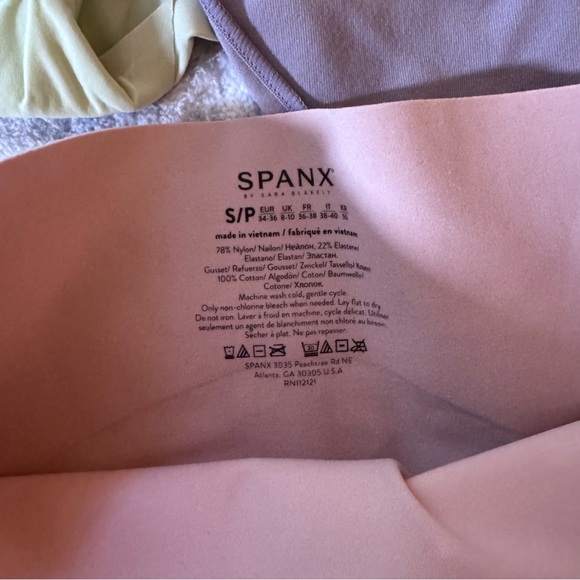 SPANX®
BY SARA BLAKELY
S/P EUR 34-36 UK 8-10 FR 36-38 IT 38-40
made in vietnam / fabriqué en vietnam
78% Nylon/ Nailon/ Нейлон, 22% Elastane/
Elastano/ Elastan/ Эластан.
Gusset/ Refuerzo/ Gousset/ Zwickel/ Tassello/
100% Cotton/ Algodón/ Coton/ Baumwolle/
Cotone/ Хлопок.
Machine wash cold, gentle cycle.
Only non-chlorine bleach when needed. Lay flat to dry.
Do not iron. Laver à froid en machine, cycle délicat. Utiliser
seulement un agent de blanchiment non chloré au besoin.
Sécher à plat. Ne pas repasser.
SPANX 3035 Peachtree Rd NE
Atlanta, GA 30305 U.S.A.
RN112121